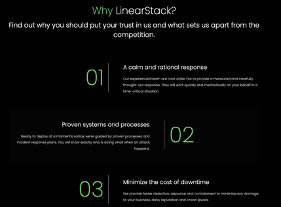 Why LinearStack?
Find out why you should put your trust in us and what sets us apart from the
competition.
01
A calm and rational response
Our experienced team are cool under fire to provide a measured and carefully
thought-out response. They will work quickly and methodically on your behalf in a
time-critical situation
Proven systems and processes
Ready to deploy at a moment's notice, we're guided by proven processes and
incident response plans. You will know exactly who is doing what when an attack
happens.
02
03
Minimize the cost of downtime
We provide faster detection, response and containment to minimise any damage
to your business, data, reputation and crown jewels.